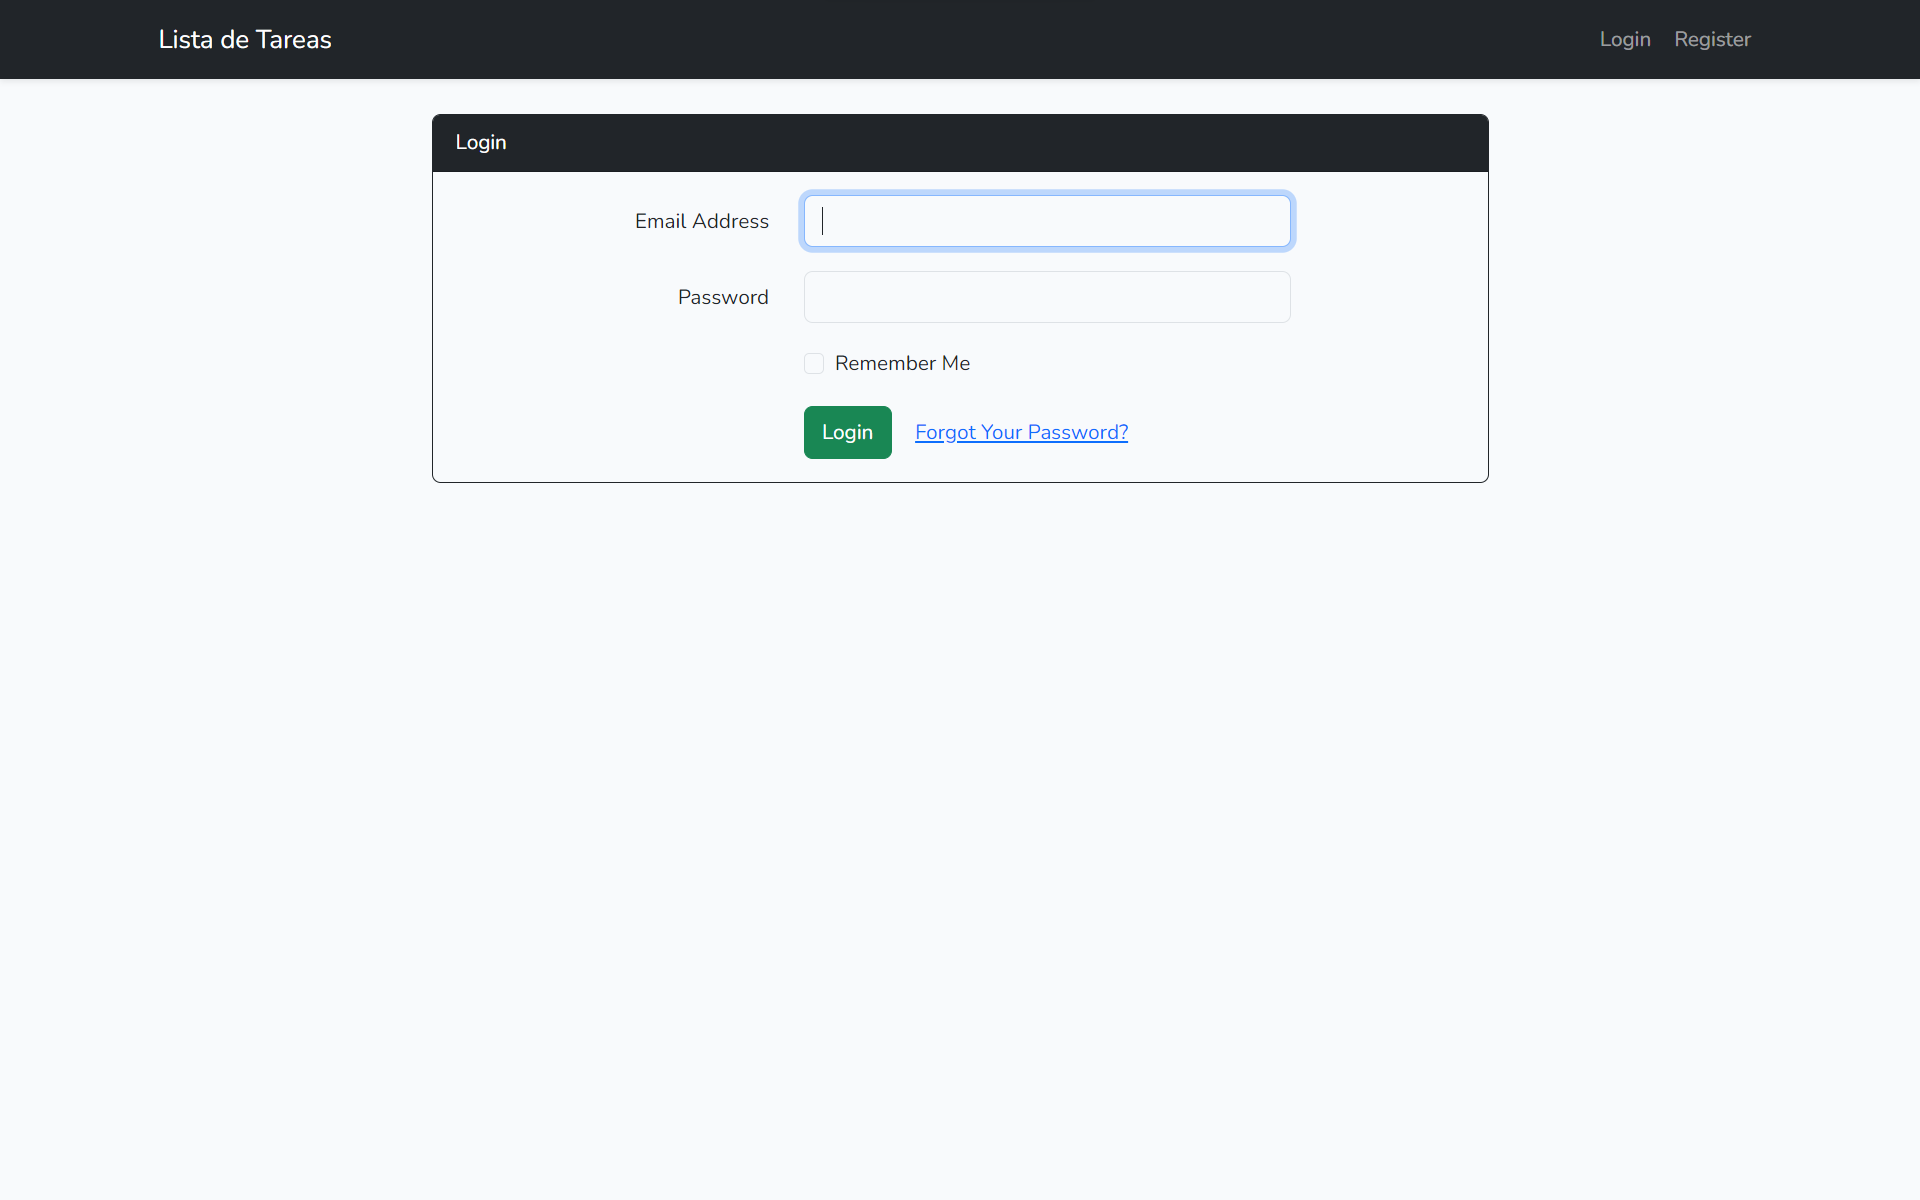 Lista de Tareas
Login Register
Login
Email Address
Password
Remember Me
Login Forgot Your Password?